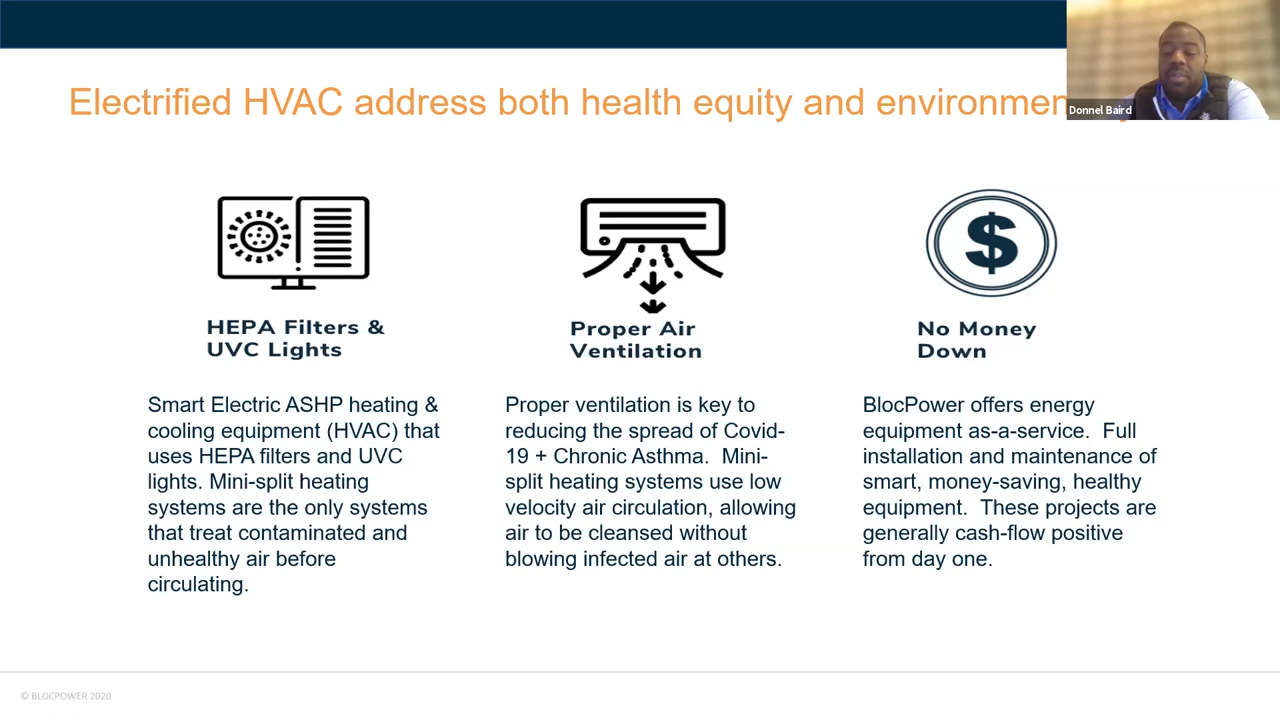 Electrified HVAC address both health equity and
Donnel Baird
HEPA Filters &
UVC Lights
Smart Electric ASHP heating &
cooling equipment (HVAC) that
uses HEPA filters and UVC
lights. Mini-split heating
systems are the only systems
that treat contaminated and
unhealthy air before
circulating.
Proper Air
Ventilation
Proper ventilation is key to
reducing the spread of Covid-
19 + Chronic Asthma.  Mini-
split heating systems use low
velocity air circulation, allowing
air to be cleansed without
blowing infected air at others.
$
No Money
Down
BlocPower offers energy
equipment as-a-service.  Full
installation and maintenance of
smart, money-saving, healthy
equipment.  These projects are
generally cash-flow positive
from day one.
© BLOCPOWER 2020